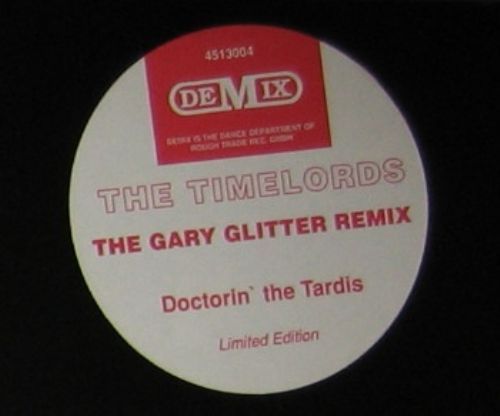 4513004
DEMIX
DEMIX IS THE DANCE DEPARTMENT OF
ROUGH TRADE REC. GMBH
THE TIMELORDS
THE GARY GLITTER REMIX
Doctorin` the Tardis
Limited Edition